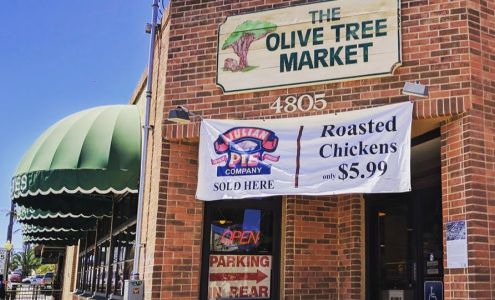 THE
OLIVE TREE
MARKET
4805
JULIAN
PIE
COMPANY
SOLD HERE
Roasted
Chickens
only $5.99
OPEN
PARKING
IN REAR